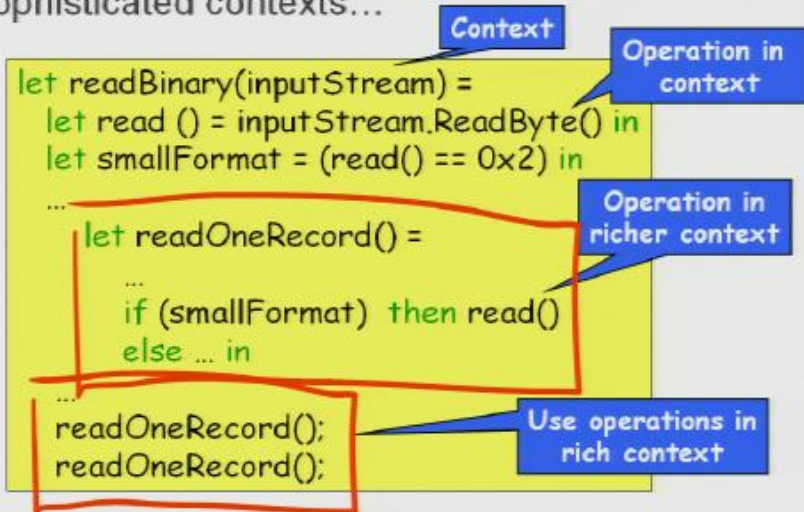 ophisticated contexts...
Context
Operation in
context
let readBinary(inputStream) =
let read () = inputStream.ReadByte() in
let smallFormat = (read() == 0x2) in
...
Operation in
richer context
let readOneRecord() =
...
if (smallFormat) then read()
else ... in
...
readOneRecord();
readOneRecord();
Use operations in
rich context